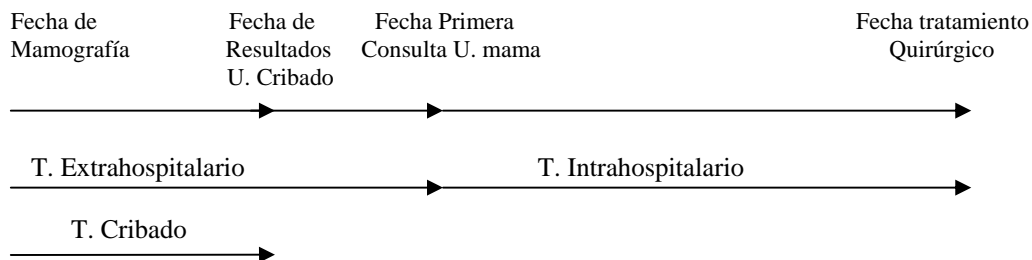 Fecha de
Mamografía
Fecha de
Resultados
U. Cribado
Fecha Primera
Consulta U. mama
Fecha tratamiento
Quirúrgico
T. Extrahospitalario
T. Intrahospitalario
T. Cribado